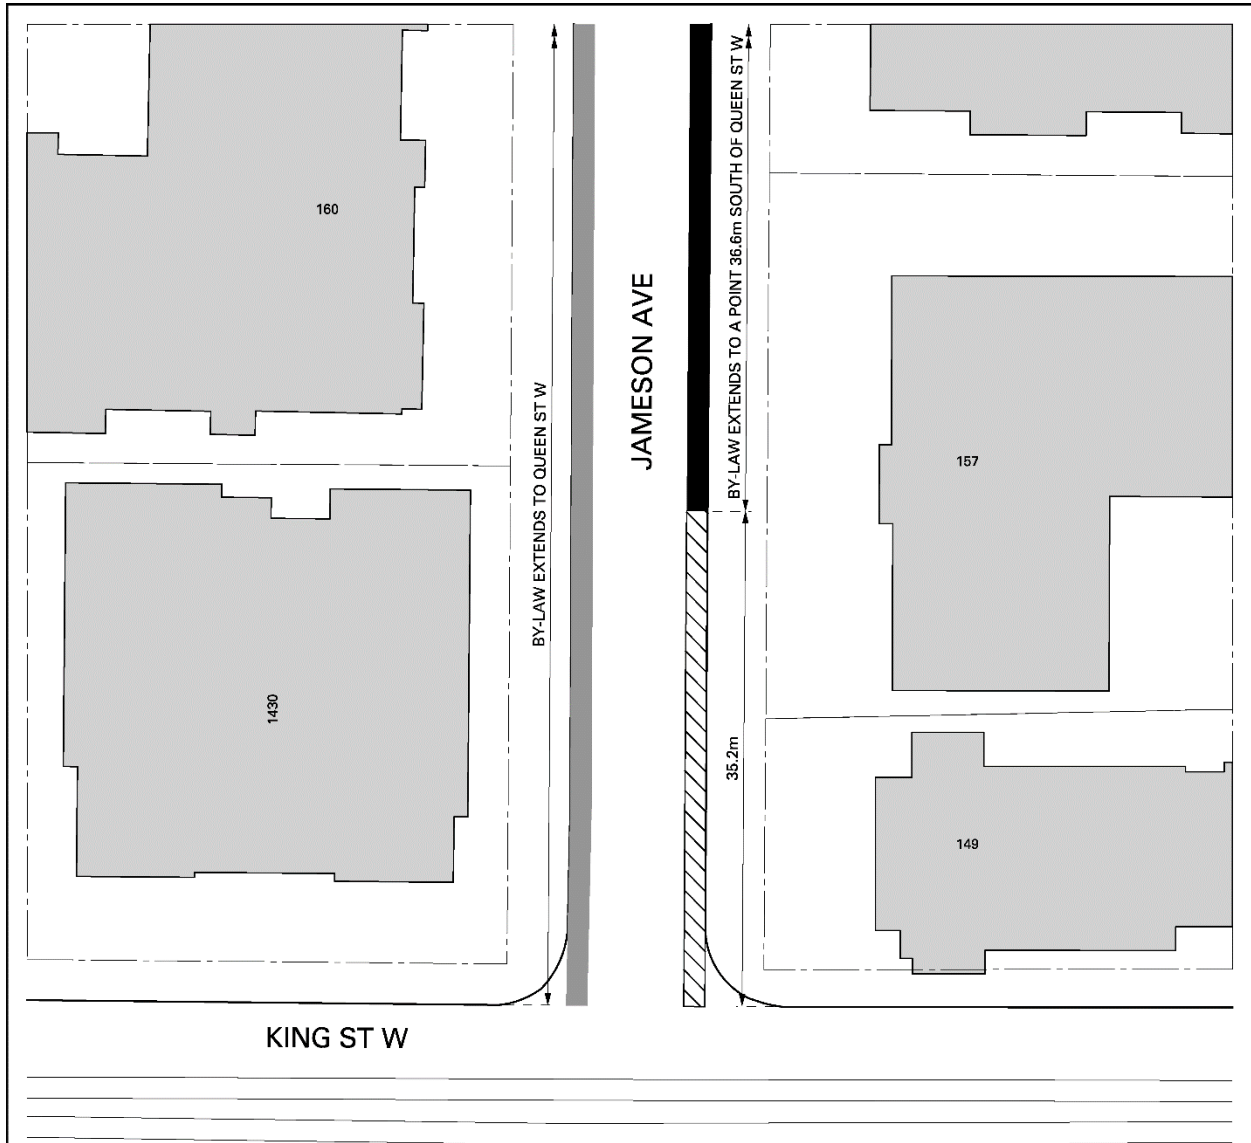 160
BY-LAW EXTENDS TO QUEEN ST W
JAMESON AVE
BY-LAW EXTENDS TO A POINT 36.6m SOUTH OF QUEEN ST W
157
1430
35.2m
149
KING ST W